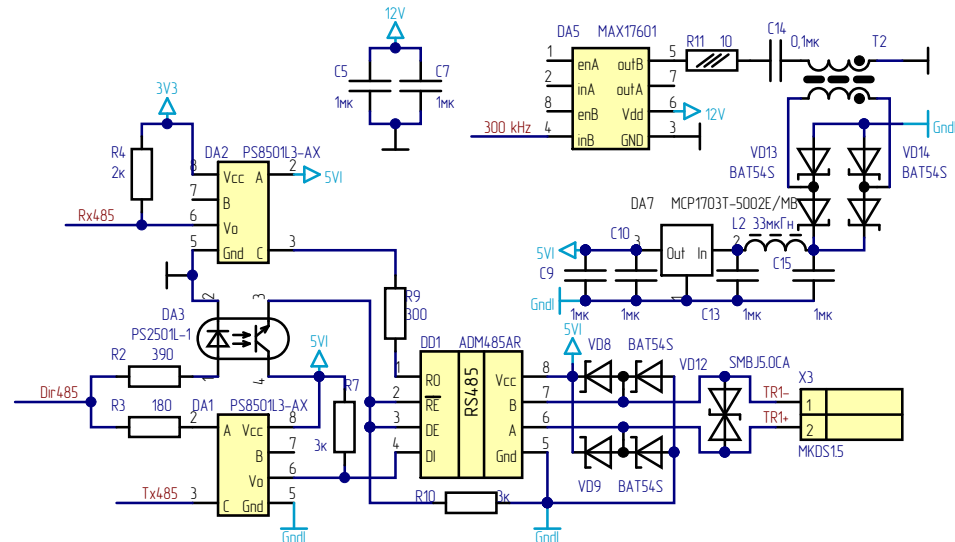 12V
3V3
C5
1мк
C7
1мк
DA5 MAX17601
1 enA outB 5
2 inA outA 7
8 enB Vdd 6
4 inB GND 3
300 kHz
12V
R11 10
C14
0,1мк
T2
Gndl
VD13
BAT54S
VD14
BAT54S
R4
2к
DA2 PS8501L3-AX
8 Vcc A 2
7 B
6 Vo
5 Gnd C 3
5VI
Rx485
DA7 MCP1703T-5002E/MB
Out In
3 2
1
L2 33мкГн
5VI
C10
C9
C15
Gndl
1мк
1мк
C13
1мк
1мк
DA3
PS2501L-1
2 3
1 4
R9
300
5VI
R2 390
Dir485
R3 180
DA1 PS8501L3-AX
2 A Vcc 8
B 7
Vo 6
3 C Gnd 5
Tx485
Gndl
R7
3к
R10 3к
DD1 ADM485AR
RS485
1 RO Vcc 8
2 RE B 7
3 DE A 6
4 DI Gnd 5
Gndl
5VI
VD8 BAT54S
VD9 BAT54S
VD12
SMBJ5.0CA
TR1-
TR1+
X3
1
2
MKDS1.5